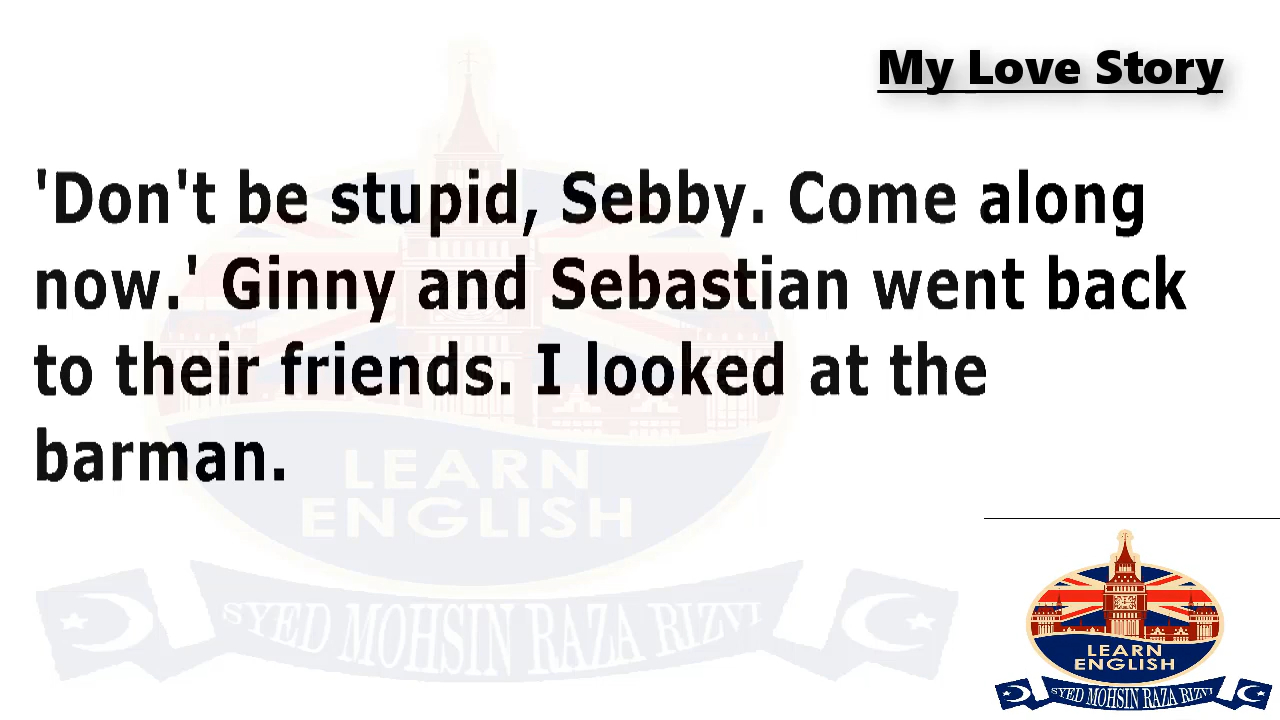 My Love Story
'Don't be stupid, Sebby. Come along
now.' Ginny and Sebastian went back
to their friends. I looked at the
barman.
LEARN
ENGLISH
SYED MOHSIN RAZA RIZVI
LEARN
ENGLISH
SYED MOHSIN RAZA RIZVI